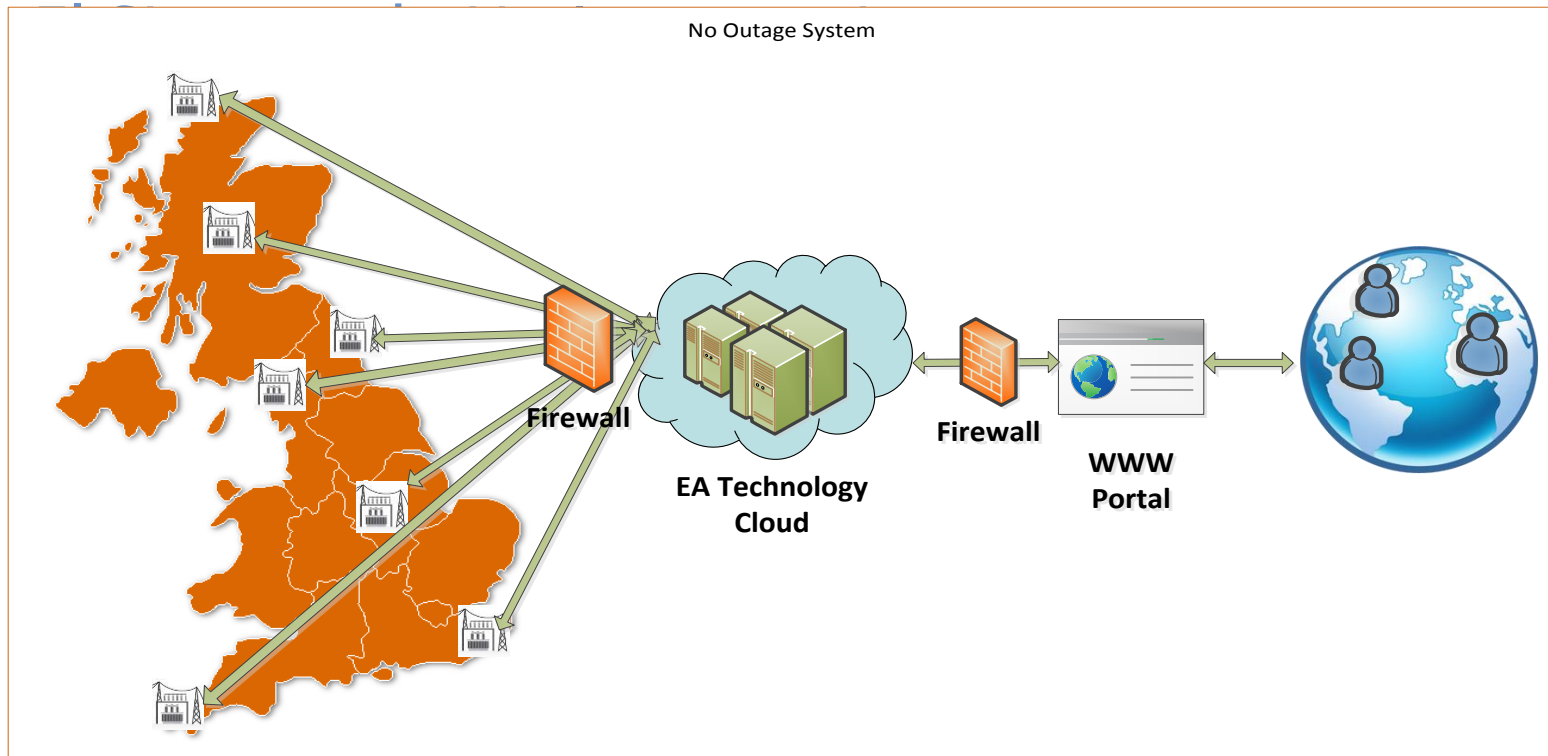 No Outage System
Firewall
EA Technology
Cloud
Firewall
WWW
Portal